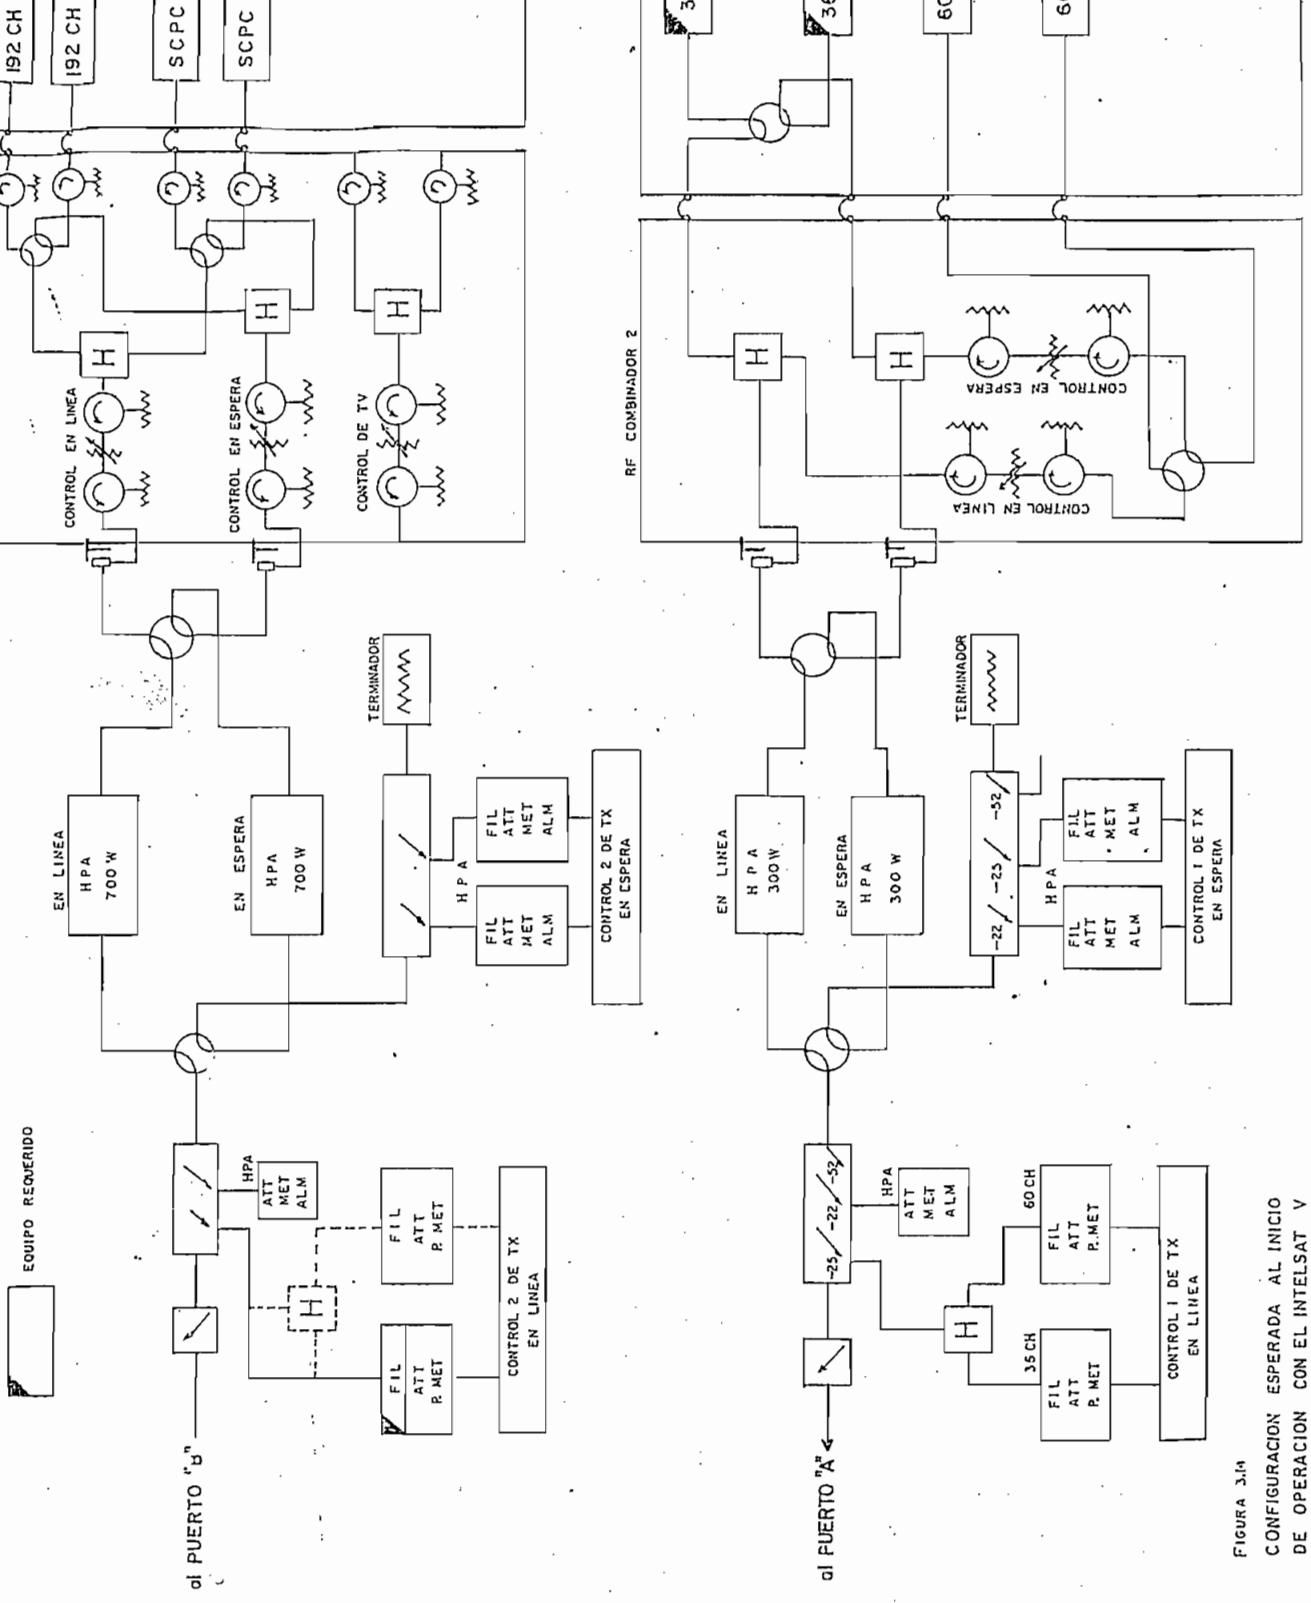 EQUIPO REQUERIDO
al PUERTO "B"
HPA
ATT
MET
ALM
FIL
ATT
P. MET
H
FIL
ATT
P. MET
CONTROL 2 DE TX
EN LINEA
EN LINEA
HPA
700 W
EN ESPERA
HPA
700 W
TERMINADOR
HPA
FIL
ATT
MET
ALM
FIL
ATT
MET
ALM
CONTROL 2 DE TX
EN ESPERA
CONTROL EN LINEA
CONTROL EN ESPERA
CONTROL DE TV
H
H
H
192 CH
192 CH
SCPC
SCPC
al PUERTO "A"
-25
-22
-52
HPA
ATT
MET
ALM
H
35 CH
FIL
ATT
P. MET
60 CH
FIL
ATT
P. MET
CONTROL 1 DE TX
EN LINEA
EN LINEA
HPA
300 W
EN ESPERA
HPA
300 W
TERMINADOR
-22
-25
-52
HPA
FIL
ATT
MET
ALM
FIL
ATT
MET
ALM
CONTROL 1 DE TX
EN ESPERA
RF COMBINADOR 2
H
H
CONTROL EN LINEA
CONTROL EN ESPERA
FIGURA 3.14
CONFIGURACION ESPERADA AL INICIO
DE OPERACION CON EL INTELSAT V